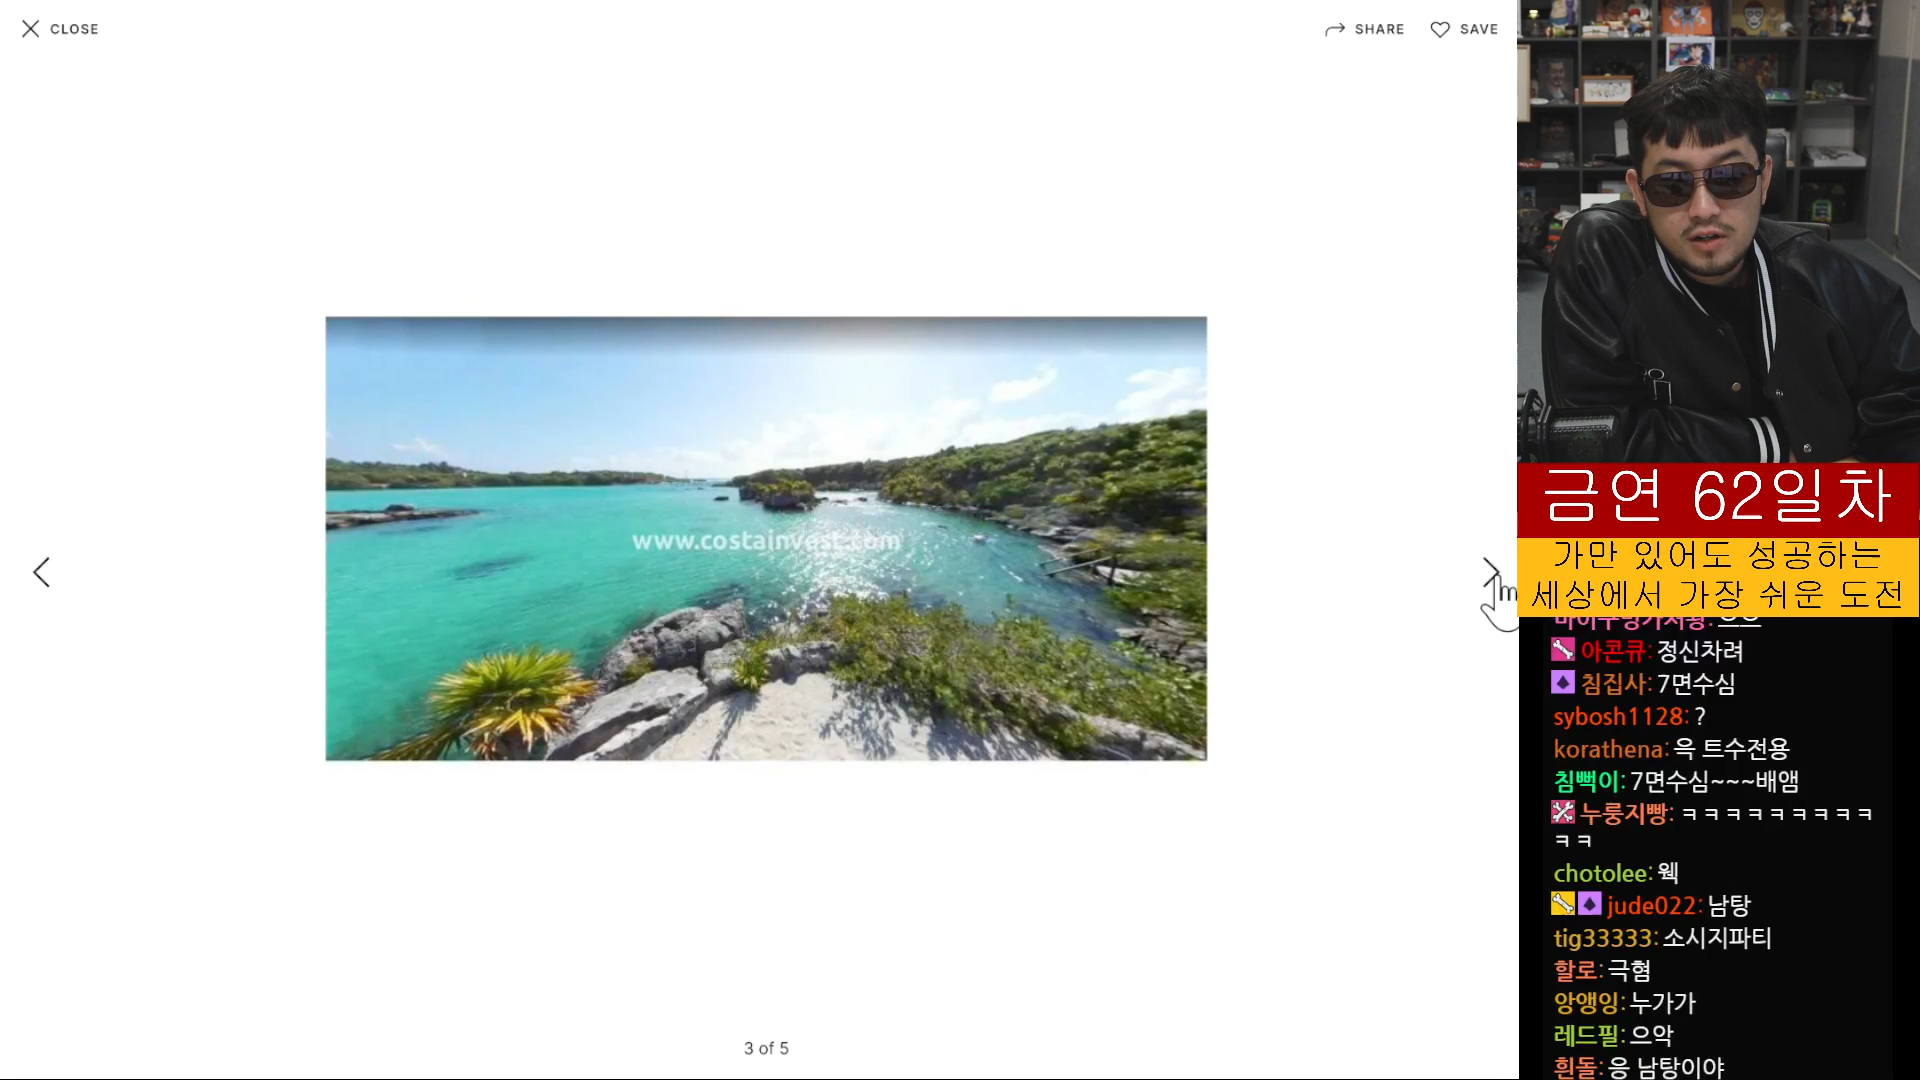 CLOSE
SHARE
SAVE
www.costainvest.com
3 of 5
금연 62일차
가만 있어도 성공하는
세상에서 가장 쉬운 도전
아콘큐: 정신차려
침집사: 7면수심
sybosh1128: ?
korathena: 윽 트수전용
침뻑이: 7면수심~~~배앰
누룽지빵: ㅋㅋㅋㅋㅋㅋㅋㅋㅋ
ㅋㅋ
chotolee: 웩
jude022: 남탕
tig33333: 소시지파티
할로: 극혐
앙앵잉: 누가가
레드필: 으악
흰돌: 응 남탕이야